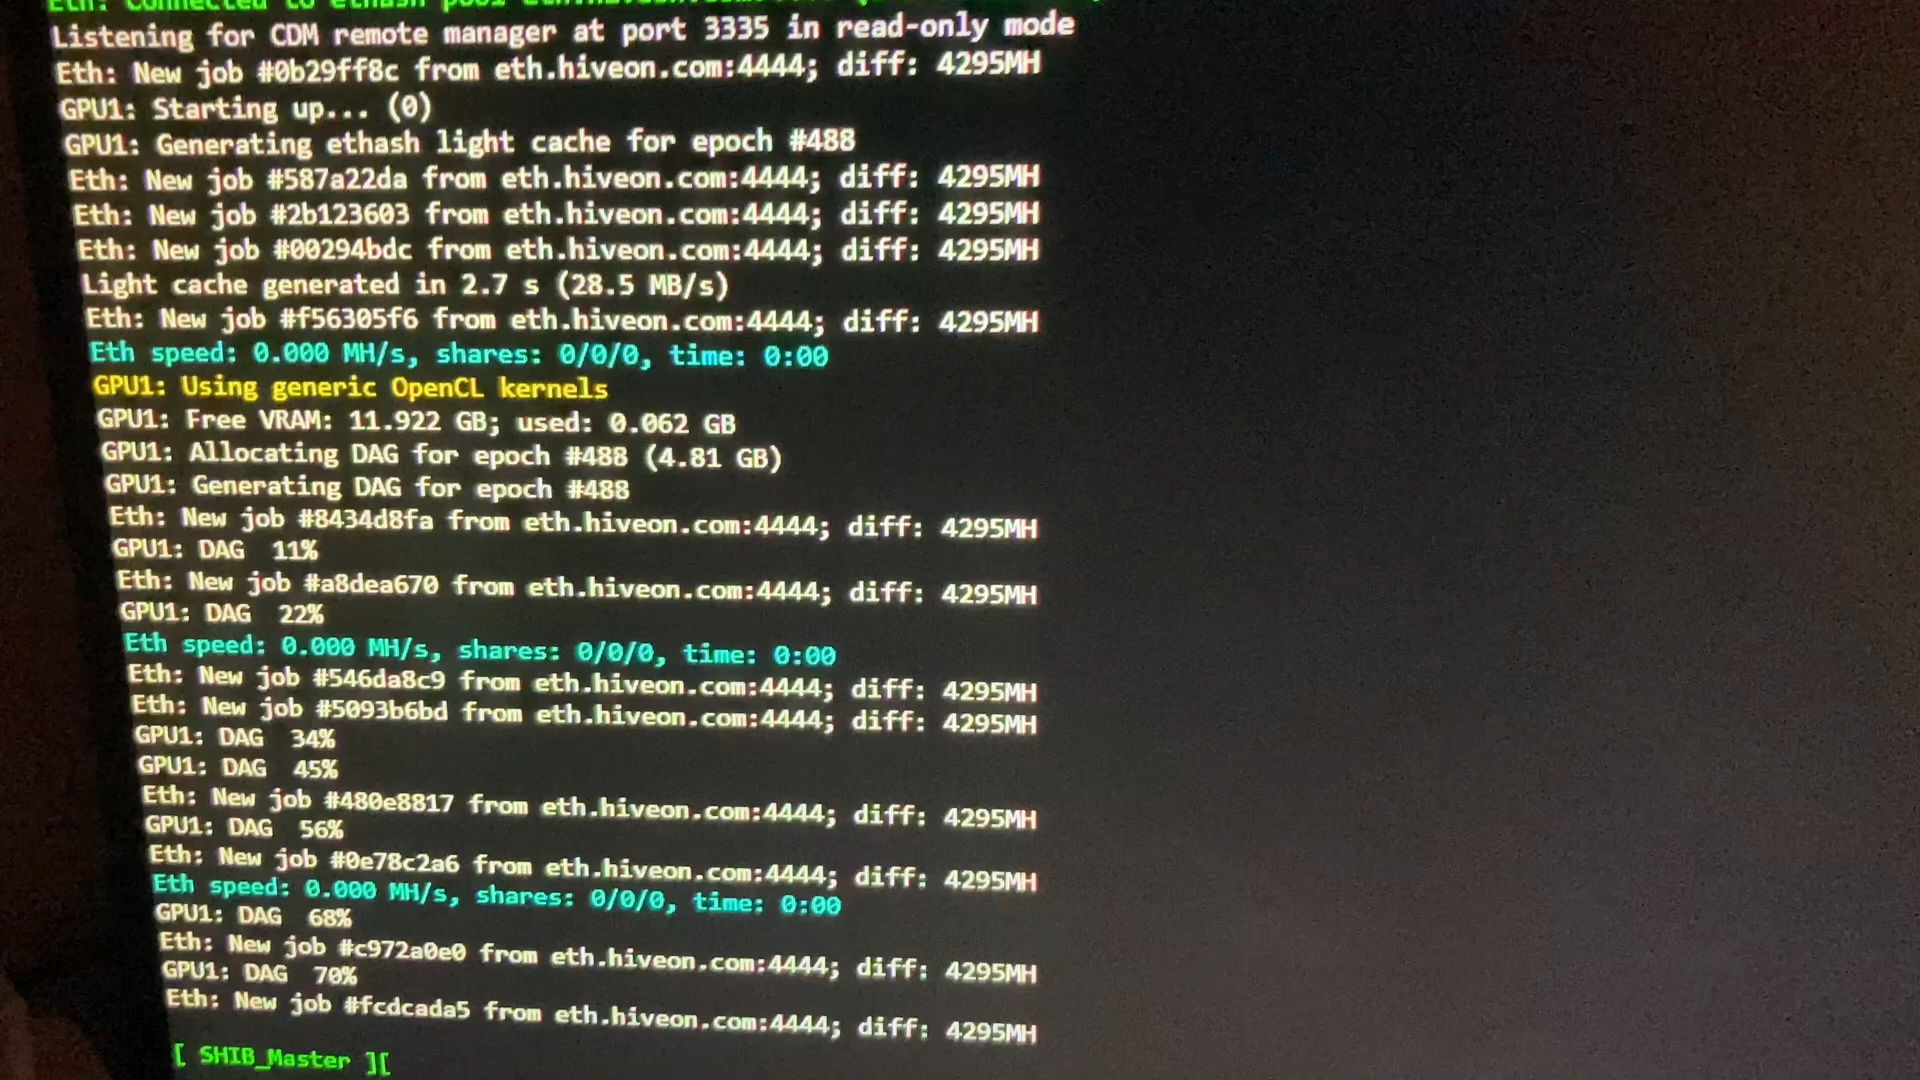 Eth: Connected to ethash pool
Listening for CDM remote manager at port 3335 in read-only mode
Eth: New job #0b29ff8c from eth.hiveon.com:4444; diff: 4295MH
GPU1: Starting up... (0)
GPU1: Generating ethash light cache for epoch #488
Eth: New job #587a22da from eth.hiveon.com:4444; diff: 4295MH
Eth: New job #2b123603 from eth.hiveon.com:4444; diff: 4295MH
Eth: New job #00294bdc from eth.hiveon.com:4444; diff: 4295MH
Light cache generated in 2.7 s (28.5 MB/s)
Eth: New job #f56305f6 from eth.hiveon.com:4444; diff: 4295MH
Eth speed: 0.000 MH/s, shares: 0/0/0, time: 0:00
GPU1: Using generic OpenCL kernels
GPU1: Free VRAM: 11.922 GB; used: 0.062 GB
GPU1: Allocating DAG for epoch #488 (4.81 GB)
GPU1: Generating DAG for epoch #488
Eth: New job #8434d8fa from eth.hiveon.com:4444; diff: 4295MH
GPU1: DAG  11%
Eth: New job #a8dea670 from eth.hiveon.com:4444; diff: 4295MH
GPU1: DAG  22%
Eth speed: 0.000 MH/s, shares: 0/0/0, time: 0:00
Eth: New job #546da8c9 from eth.hiveon.com:4444; diff: 4295MH
Eth: New job #5093b6bd from eth.hiveon.com:4444; diff: 4295MH
GPU1: DAG  34%
GPU1: DAG  45%
Eth: New job #480e8817 from eth.hiveon.com:4444; diff: 4295MH
GPU1: DAG  56%
Eth: New job #0e78c2a6 from eth.hiveon.com:4444; diff: 4295MH
Eth speed: 0.000 MH/s, shares: 0/0/0, time: 0:00
GPU1: DAG  68%
Eth: New job #c972a0e0 from eth.hiveon.com:4444; diff: 4295MH
GPU1: DAG  70%
Eth: New job #fcdcada5 from eth.hiveon.com:4444; diff: 4295MH
[ SHIB_Master ][